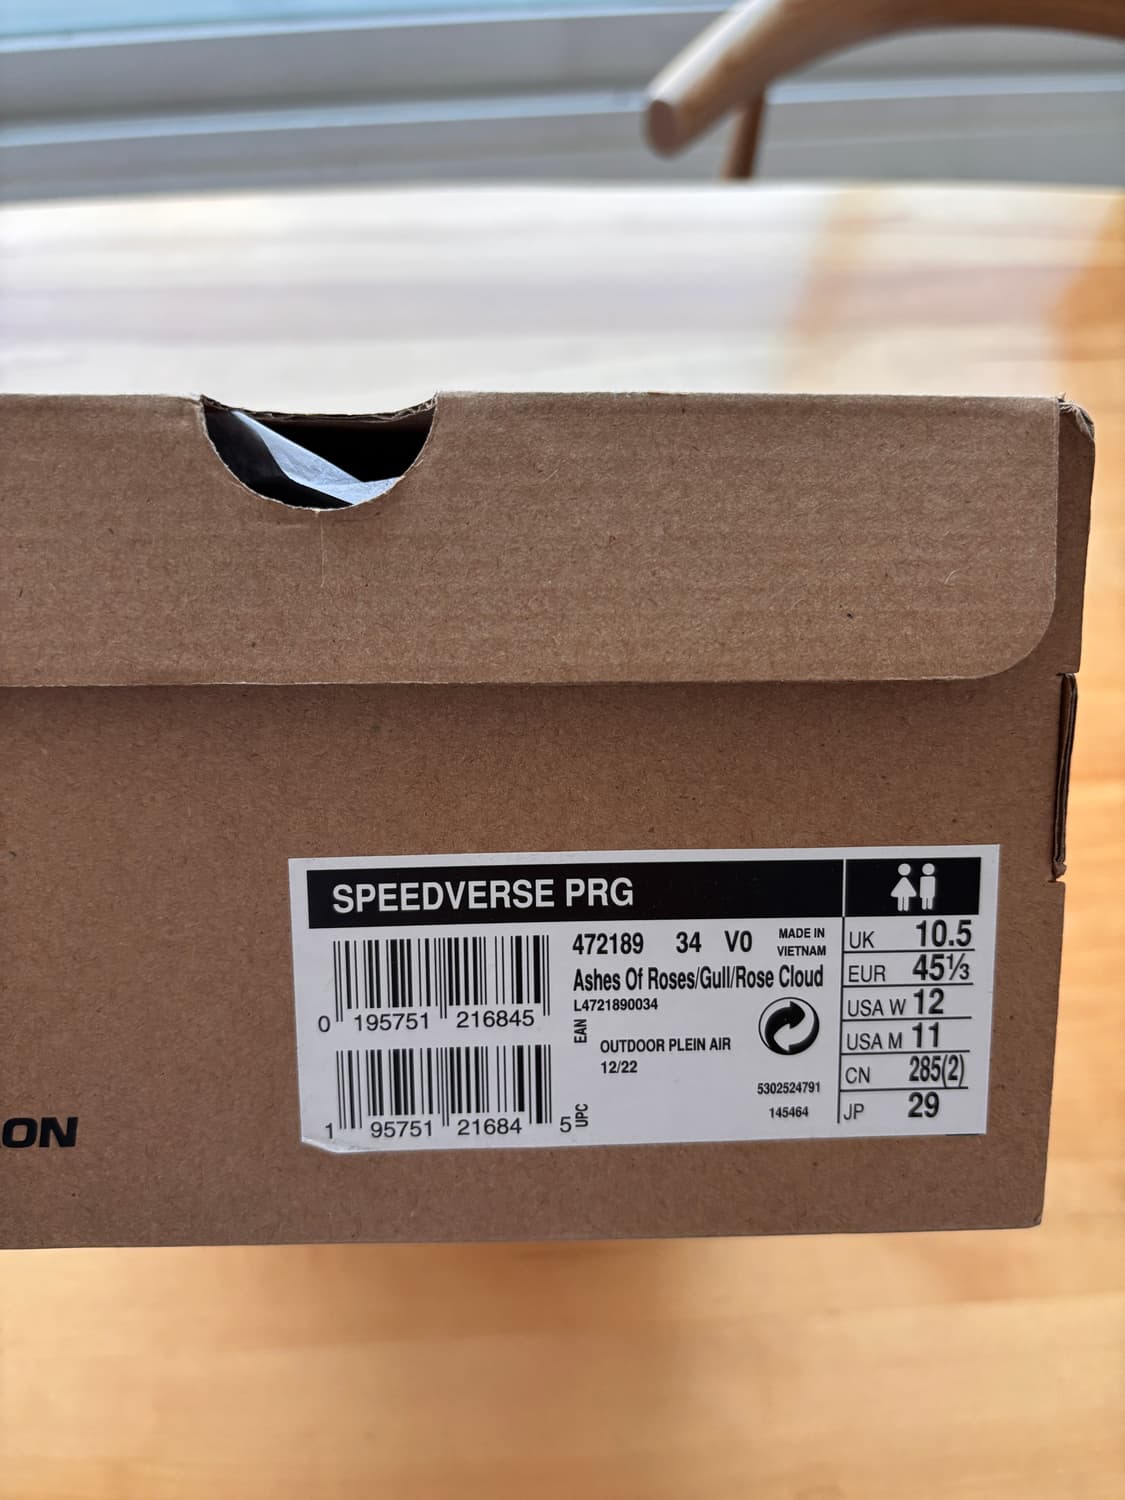 SPEEDVERSE PRG
472189 34 V0 MADE IN VIETNAM
Ashes Of Roses/Gull/Rose Cloud
L4721890034
0 195751 216845
EAN
OUTDOOR PLEIN AIR
12/22
5302524791
145464
1 95751 21684 5
UPC
UK 10.5
EUR 45⅓
USA W 12
USA M 11
CN 285(2)
JP 29
ON